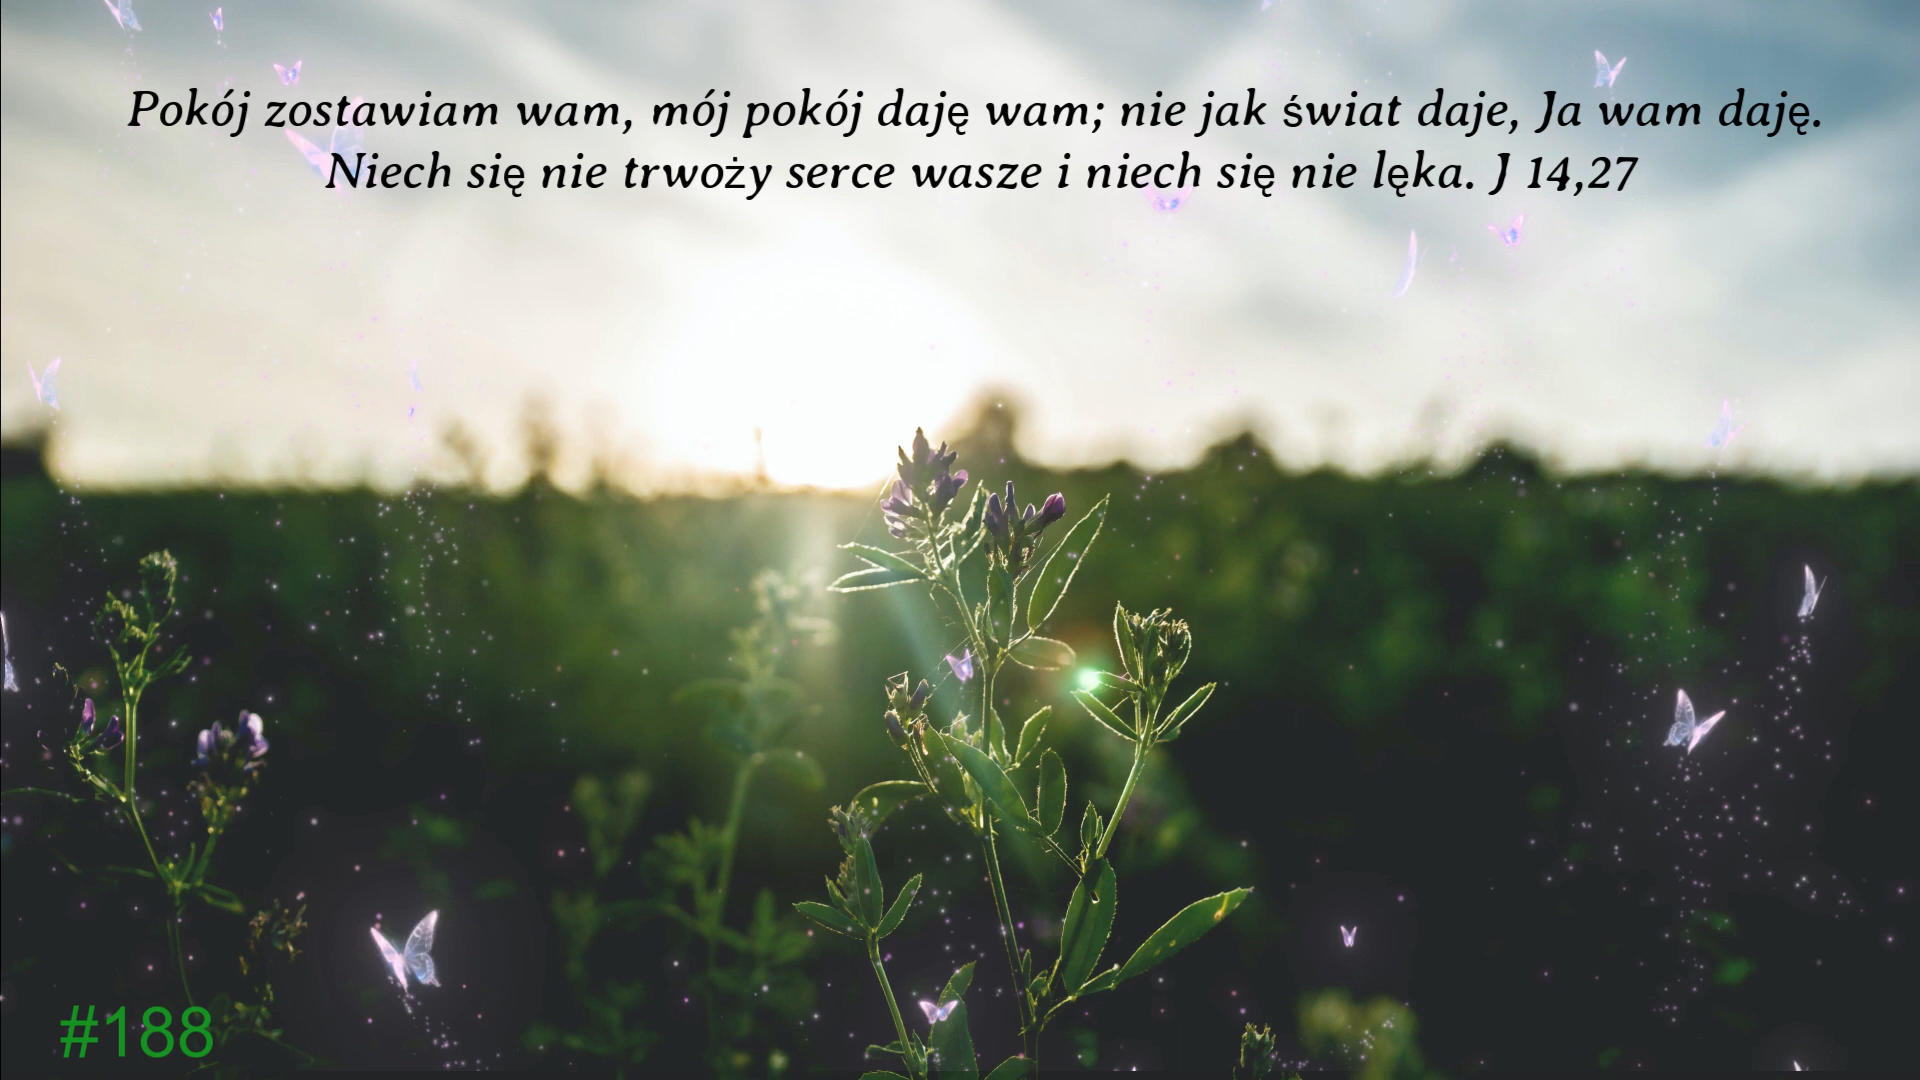 Pokój zostawiam wam, mój pokój daję wam; nie jak świat daje, Ja wam daję.
Niech się nie trwoży serce wasze i niech się nie lęka. J 14,27
#188